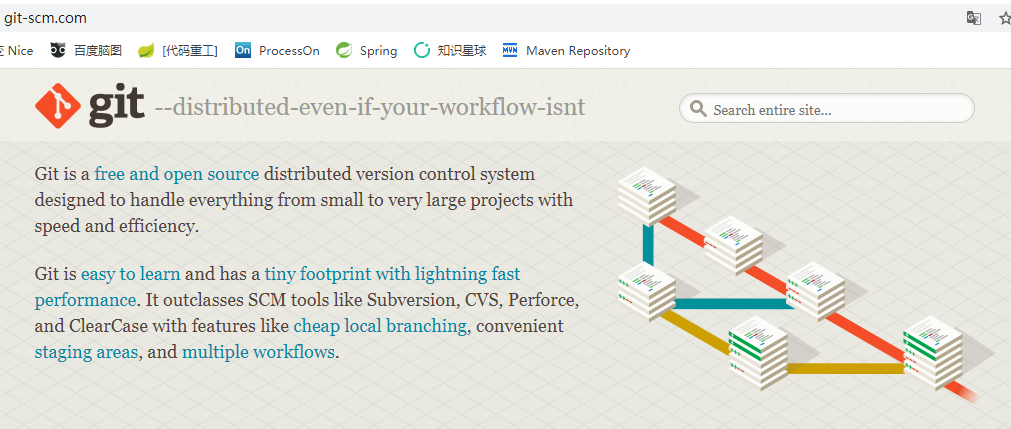 git-scm.com
Nice 百度脑图 [代码重工] ProcessOn Spring 知识星球 Maven Repository
git --distributed-even-if-your-workflow-isnt
Search entire site...
Git is a free and open source distributed version control system
designed to handle everything from small to very large projects with
speed and efficiency.
Git is easy to learn and has a tiny footprint with lightning fast
performance. It outclasses SCM tools like Subversion, CVS, Perforce,
and ClearCase with features like cheap local branching, convenient
staging areas, and multiple workflows.